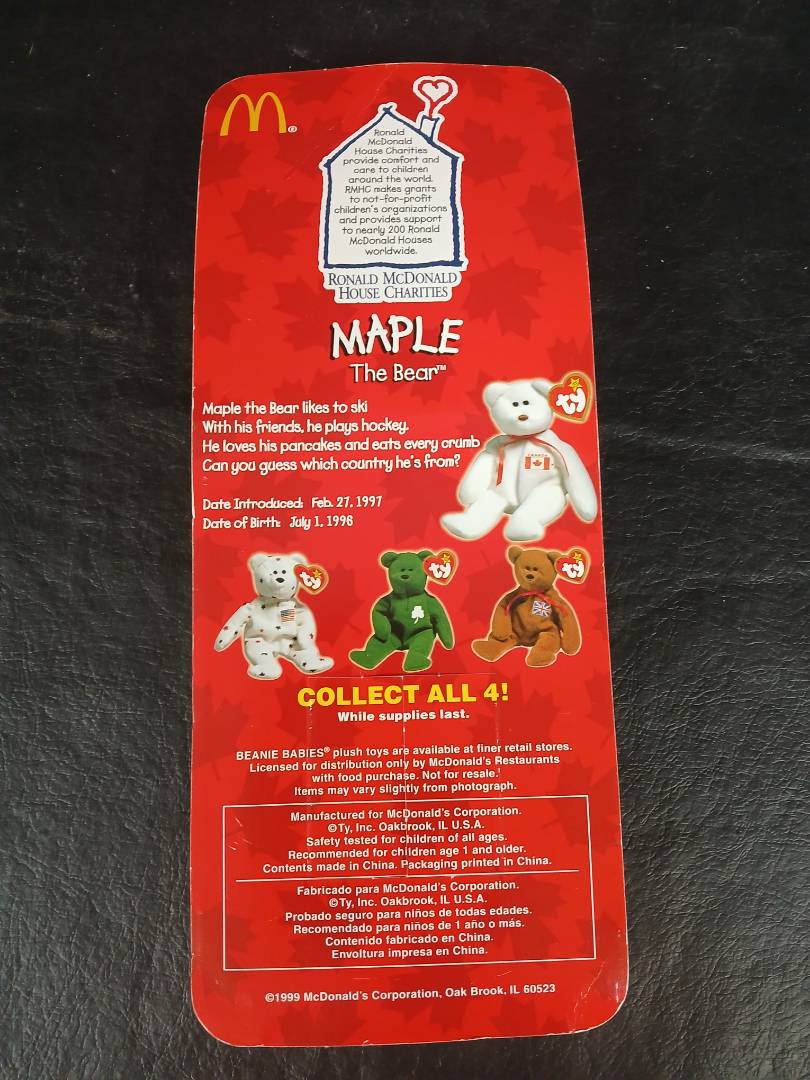 M®
Ronald
McDonald
House Charities
provide comfort and
care to children
around the world.
RMHC makes grants
to not-for-profit
children's organizations
and provides support
to nearly 200 Ronald
McDonald Houses
worldwide.
RONALD MCDONALD
HOUSE CHARITIES
MAPLE
The Bear™
Maple the Bear likes to ski
With his friends, he plays hockey.
He loves his pancakes and eats every crumb
Can you guess which country he's from?
Date Introduced: Feb. 27, 1997
Date of Birth: July 1, 1996
ty
CANADA
ty
ty
ty
COLLECT ALL 4!
While supplies last.
BEANIE BABIES® plush toys are available at finer retail stores.
Licensed for distribution only by McDonald's Restaurants
with food purchase. Not for resale.
Items may vary slightly from photograph.
Manufactured for McDonald's Corporation.
©Ty, Inc. Oakbrook, IL U.S.A.
Safety tested for children of all ages.
Recommended for children age 1 and older.
Contents made in China. Packaging printed in China.
Fabricado para McDonald's Corporation.
©Ty, Inc. Oakbrook, IL U.S.A.
Probado seguro para niños de todas edades.
Recomendado para niños de 1 año o más.
Contenido fabricado en China.
Envoltura impresa en China.
©1999 McDonald's Corporation, Oak Brook, IL 60523